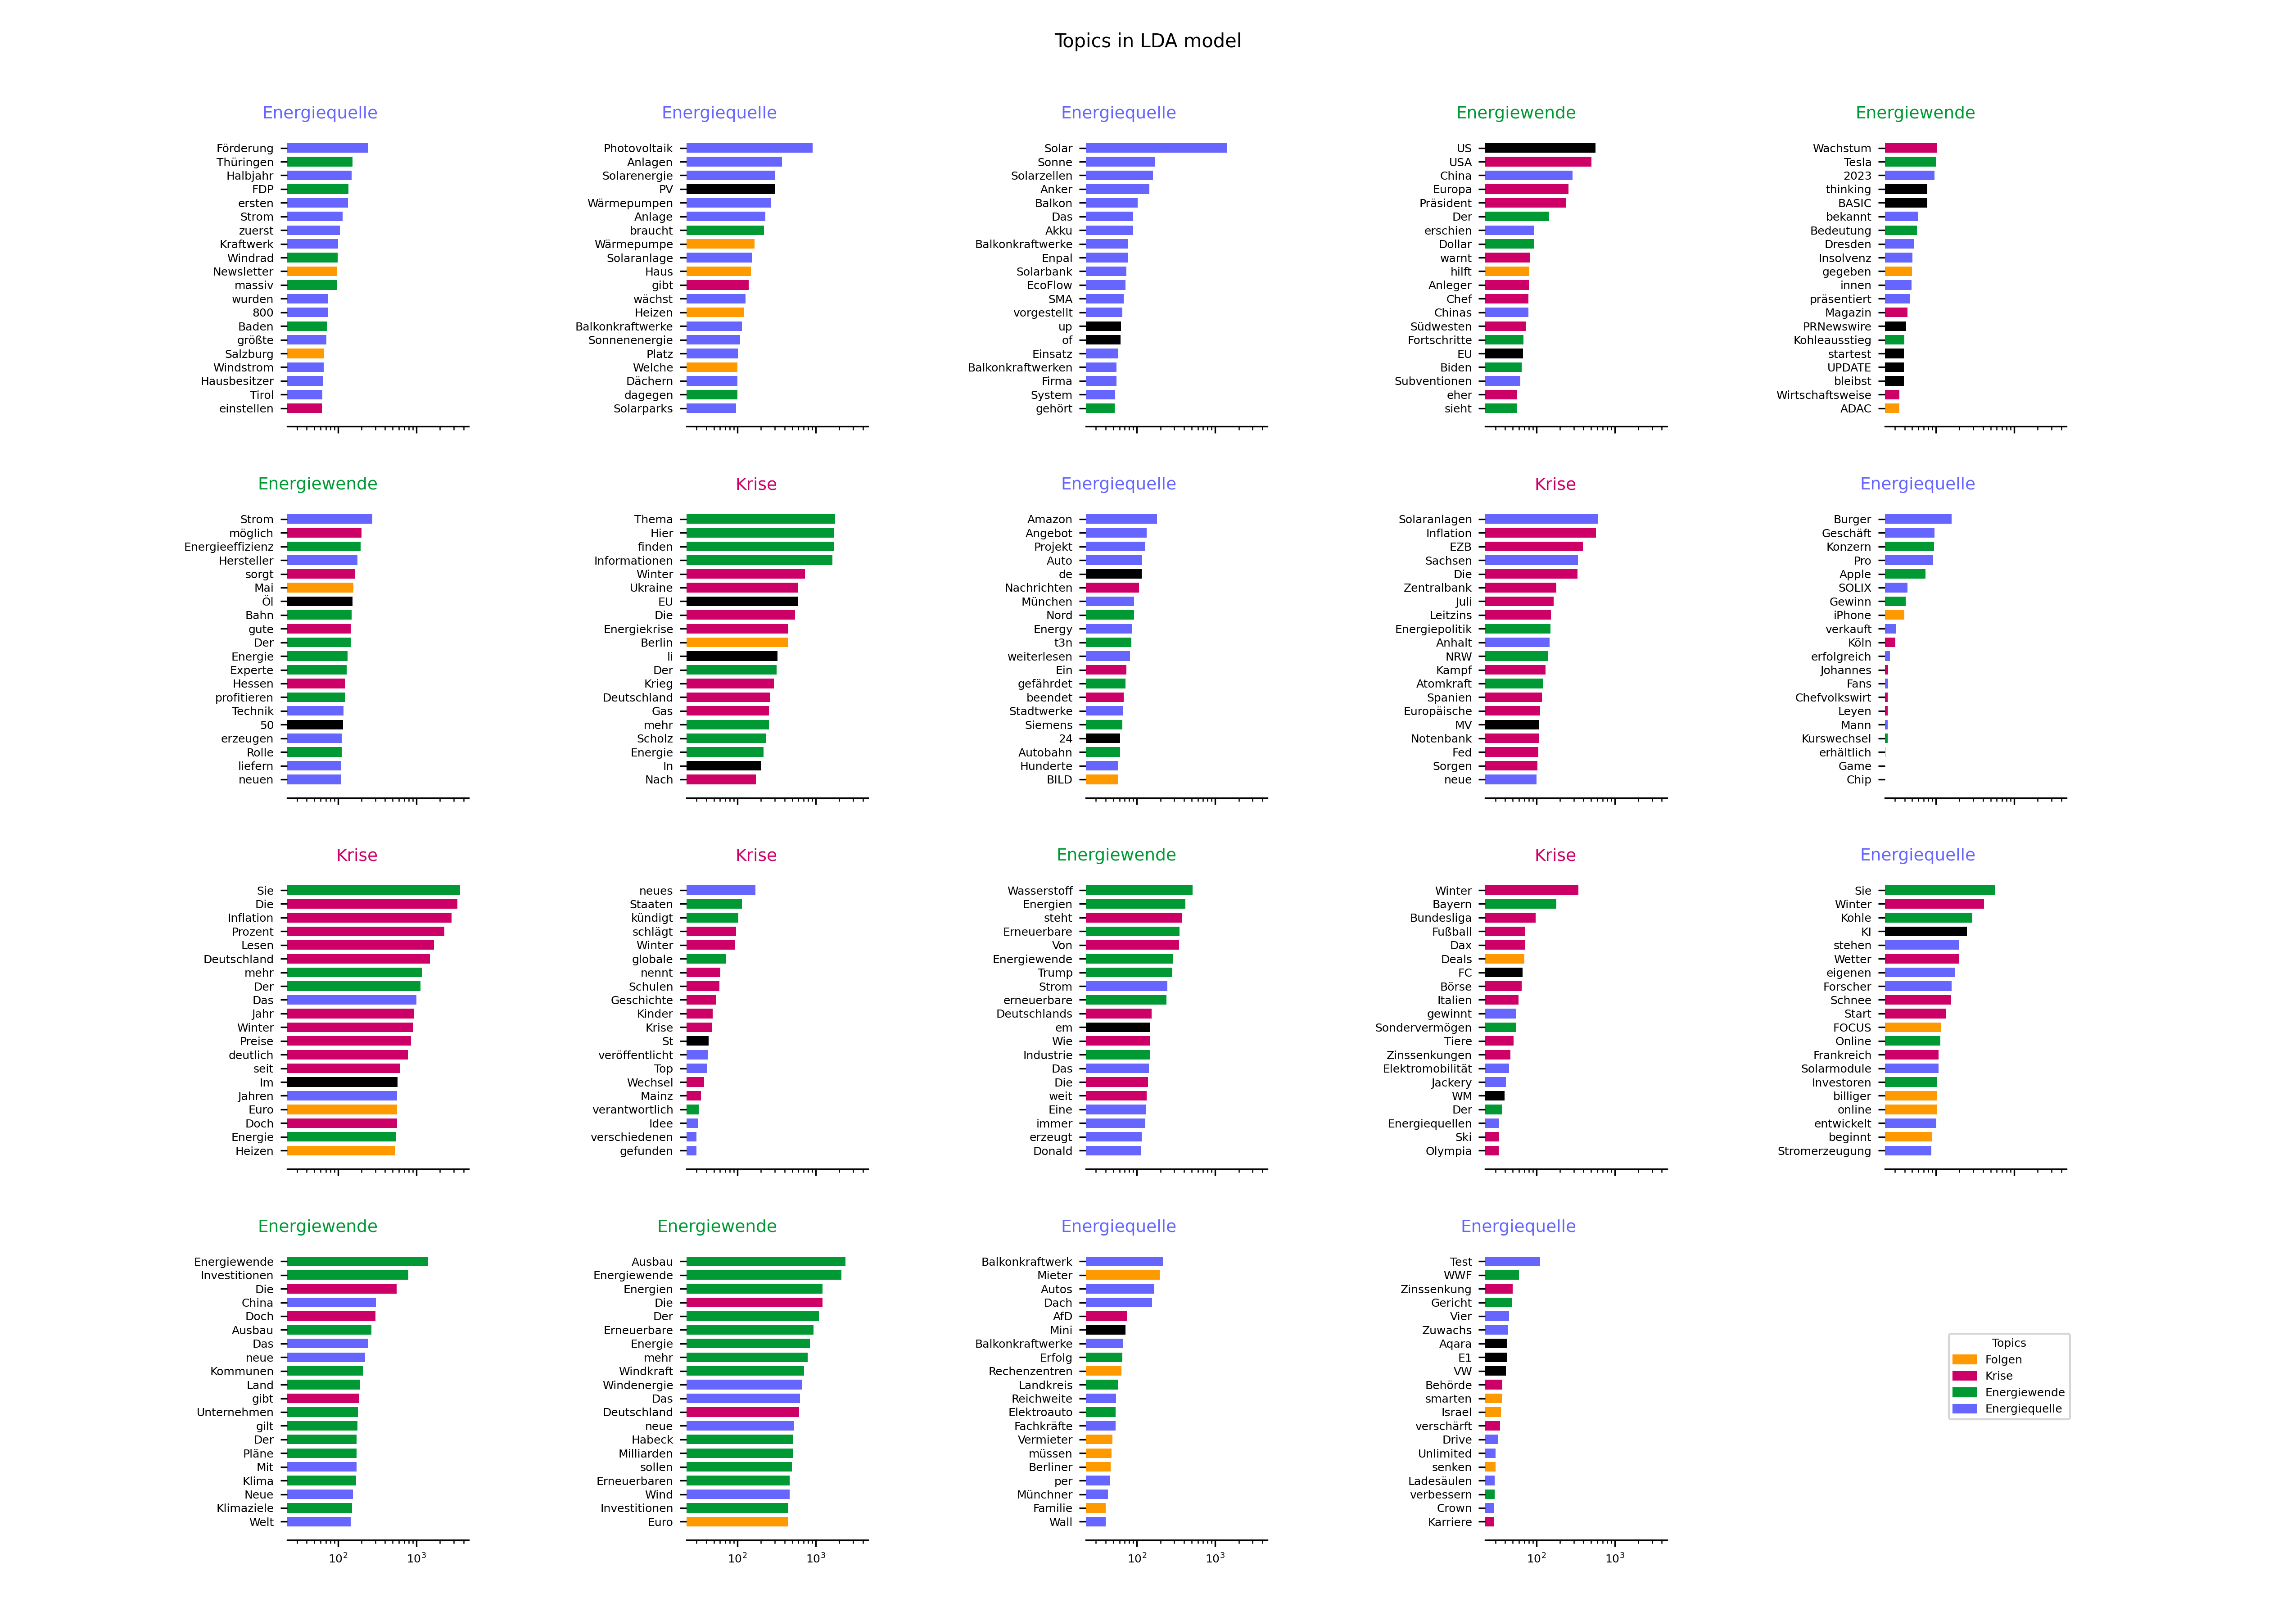 Topics in LDA model
Energiequelle
Förderung
Thüringen
Halbjahr
FDP
ersten
Strom
zuerst
Kraftwerk
Windrad
Newsletter
massiv
wurden
800
Baden
größte
Salzburg
Windstrom
Hausbesitzer
Tirol
einstellen
Energiequelle
Photovoltaik
Anlagen
Solarenergie
PV
Wärmepumpen
Anlage
braucht
Wärmepumpe
Solaranlage
Haus
gibt
wächst
Heizen
Balkonkraftwerke
Sonnenenergie
Platz
Welche
Dächern
dagegen
Solarparks
Energiequelle
Solar
Sonne
Solarzellen
Anker
Balkon
Das
Akku
Balkonkraftwerke
Enpal
Solarbank
EcoFlow
SMA
vorgestellt
up
of
Einsatz
Balkonkraftwerken
Firma
System
gehört
Energiewende
US
USA
China
Europa
Präsident
Der
erschien
Dollar
warnt
hilft
Anleger
Chef
Chinas
Südwesten
Fortschritte
EU
Biden
Subventionen
eher
sieht
Energiewende
Wachstum
Tesla
2023
thinking
BASIC
bekannt
Bedeutung
Dresden
Insolvenz
gegeben
innen
präsentiert
Magazin
PRNewswire
Kohleausstieg
startest
UPDATE
bleibst
Wirtschaftsweise
ADAC
Energiewende
Strom
möglich
Energieeffizienz
Hersteller
sorgt
Mai
Öl
Bahn
gute
Der
Energie
Experte
Hessen
profitieren
Technik
50
erzeugen
Rolle
liefern
neuen
Krise
Thema
Hier
finden
Informationen
Winter
Ukraine
EU
Die
Energiekrise
Berlin
li
Der
Krieg
Deutschland
Gas
mehr
Scholz
Energie
In
Nach
Energiequelle
Amazon
Angebot
Projekt
Auto
de
Nachrichten
München
Nord
Energy
t3n
weiterlesen
Ein
gefährdet
beendet
Stadtwerke
Siemens
24
Autobahn
Hunderte
BILD
Krise
Solaranlagen
Inflation
EZB
Sachsen
Die
Zentralbank
Juli
Leitzins
Energiepolitik
Anhalt
NRW
Kampf
Atomkraft
Spanien
Europäische
MV
Notenbank
Fed
Sorgen
neue
Energiequelle
Burger
Geschäft
Konzern
Pro
Apple
SOLIX
Gewinn
iPhone
verkauft
Köln
erfolgreich
Johannes
Fans
Chefvolkswirt
Leyen
Mann
Kurswechsel
erhältlich
Game
Chip
Krise
Sie
Die
Inflation
Prozent
Lesen
Deutschland
mehr
Der
Das
Jahr
Winter
Preise
deutlich
seit
Im
Jahren
Euro
Doch
Energie
Heizen
Krise
neues
Staaten
kündigt
schlägt
Winter
globale
nennt
Schulen
Geschichte
Kinder
Krise
St
veröffentlicht
Top
Wechsel
Mainz
verantwortlich
Idee
verschiedenen
gefunden
Energiewende
Wasserstoff
Energien
steht
Erneuerbare
Von
Energiewende
Trump
Strom
erneuerbare
Deutschlands
em
Wie
Industrie
Das
Die
weit
Eine
immer
erzeugt
Donald
Krise
Winter
Bayern
Bundesliga
Fußball
Dax
Deals
FC
Börse
Italien
gewinnt
Sondervermögen
Tiere
Zinssenkungen
Elektromobilität
Jackery
WM
Der
Energiequellen
Ski
Olympia
Energiequelle
Sie
Winter
Kohle
KI
stehen
Wetter
eigenen
Forscher
Schnee
Start
FOCUS
Online
Frankreich
Solarmodule
Investoren
billiger
online
entwickelt
beginnt
Stromerzeugung
Energiewende
Energiewende
Investitionen
Die
China
Doch
Ausbau
Das
neue
Kommunen
Land
gibt
Unternehmen
gilt
Der
Pläne
Mit
Klima
Neue
Klimaziele
Welt
10² 10³
Energiewende
Ausbau
Energiewende
Energien
Die
Der
Erneuerbare
Energie
mehr
Windkraft
Windenergie
Das
Deutschland
neue
Habeck
Milliarden
sollen
Erneuerbaren
Wind
Investitionen
Euro
10² 10³
Energiequelle
Balkonkraftwerk
Mieter
Autos
Dach
AfD
Mini
Balkonkraftwerke
Erfolg
Rechenzentren
Landkreis
Reichweite
Elektroauto
Fachkräfte
Vermieter
müssen
Berliner
per
Münchner
Familie
Wall
10² 10³
Energiequelle
Test
WWF
Zinssenkung
Gericht
Vier
Zuwachs
Aqara
E1
VW
Behörde
smarten
Israel
verschärft
Drive
Unlimited
senken
Ladesäulen
verbessern
Crown
Karriere
10² 10³
Topics
Folgen
Krise
Energiewende
Energiequelle